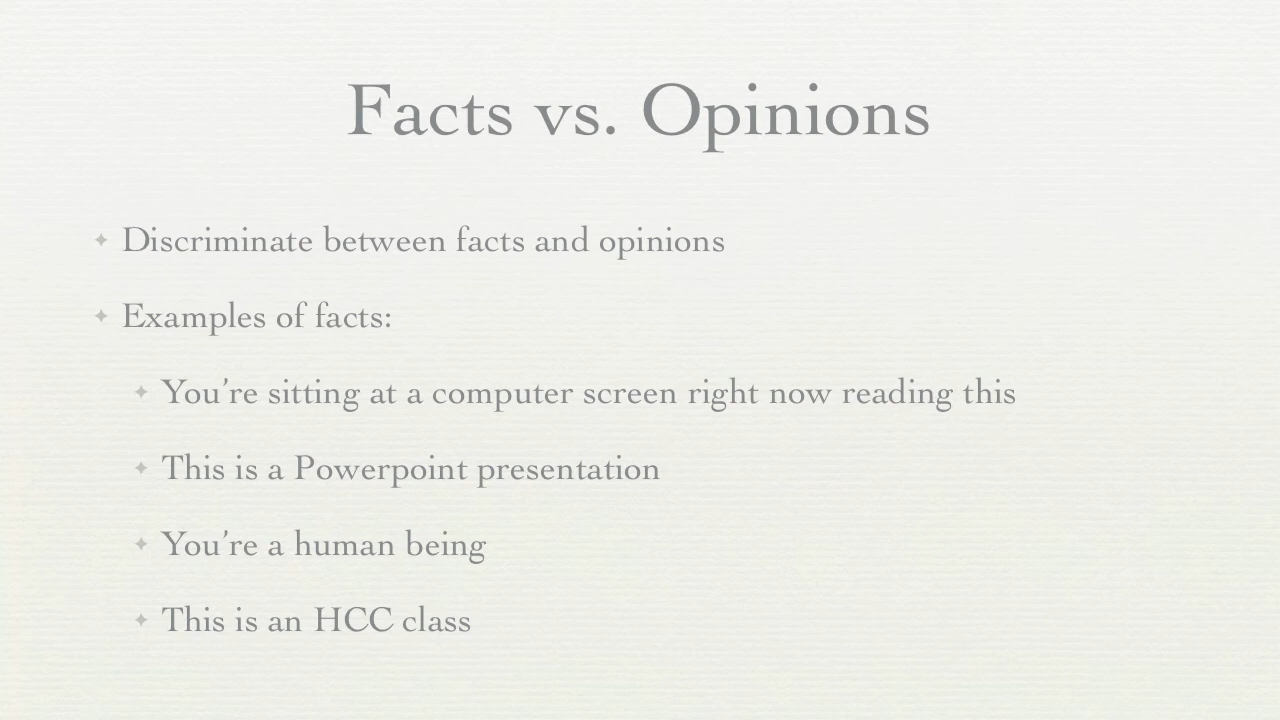 Facts vs. Opinions
Discriminate between facts and opinions
Examples of facts:
You're sitting at a computer screen right now reading this
This is a Powerpoint presentation
You're a human being
This is an HCC class